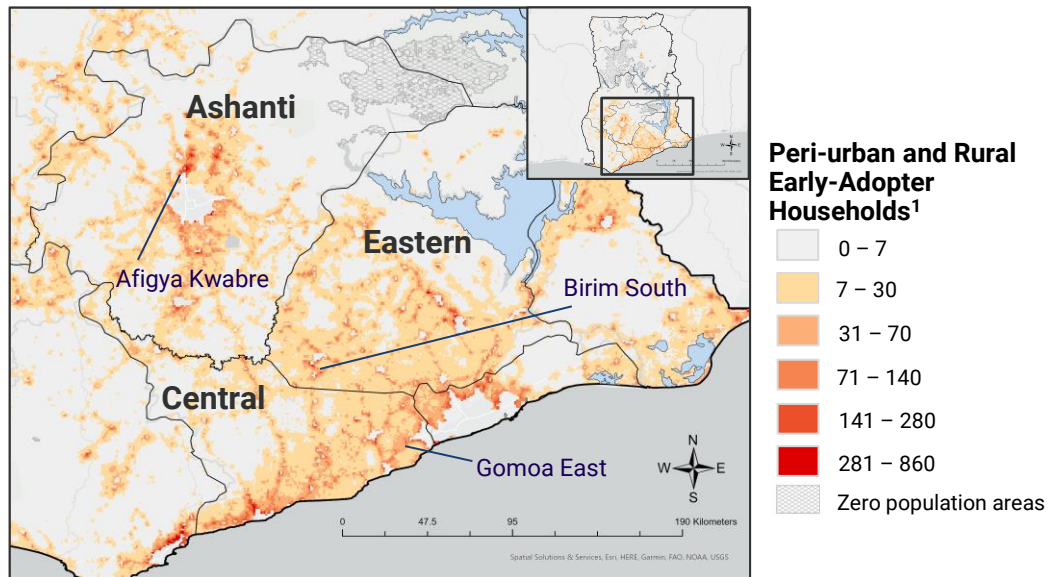 Ashanti
Eastern
Afigya Kwabre
Birim South
Central
Gomoa East
N
W E
S
0 47.5 95 190 Kilometers
Spatial Solutions & Services, Esri, HERE, Garmin, FAO, NOAA, USGS
N
W E
S
Peri-urban and Rural
Early-Adopter
Households¹
0 – 7
7 – 30
31 – 70
71 – 140
141 – 280
281 – 860
Zero population areas